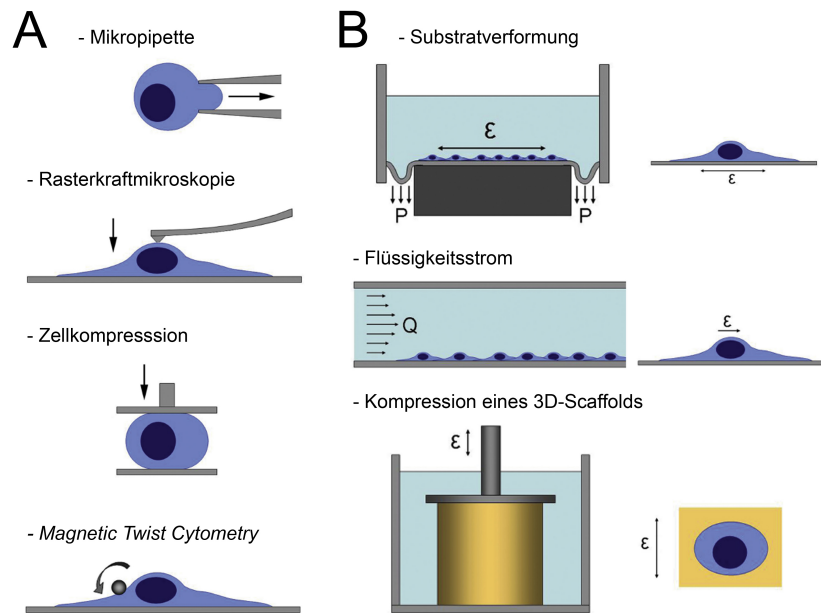 A
- Mikropipette
- Rasterkraftmikroskopie
- Zellkompresssion
- Magnetic Twist Cytometry
B
- Substratverformung
ε
P
P
ε
- Flüssigkeitsstrom
Q
ε
- Kompression eines 3D-Scaffolds
ε
ε